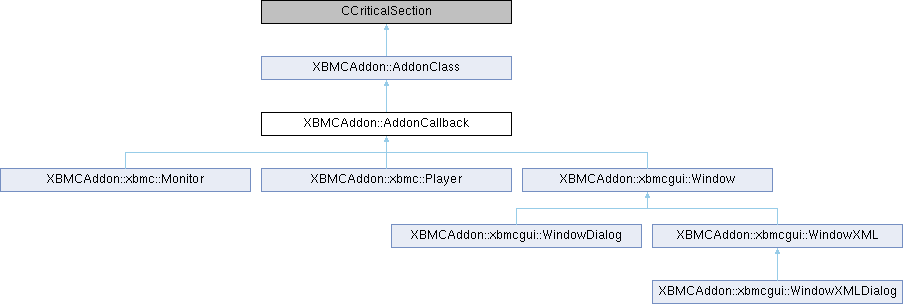 CCriticalSection
XBMCAddon::AddonClass
XBMCAddon::AddonCallback
XBMCAddon::xbmc::Monitor
XBMCAddon::xbmc::Player
XBMCAddon::xbmcgui::Window
XBMCAddon::xbmcgui::WindowDialog
XBMCAddon::xbmcgui::WindowXML
XBMCAddon::xbmcgui::WindowXMLDialog